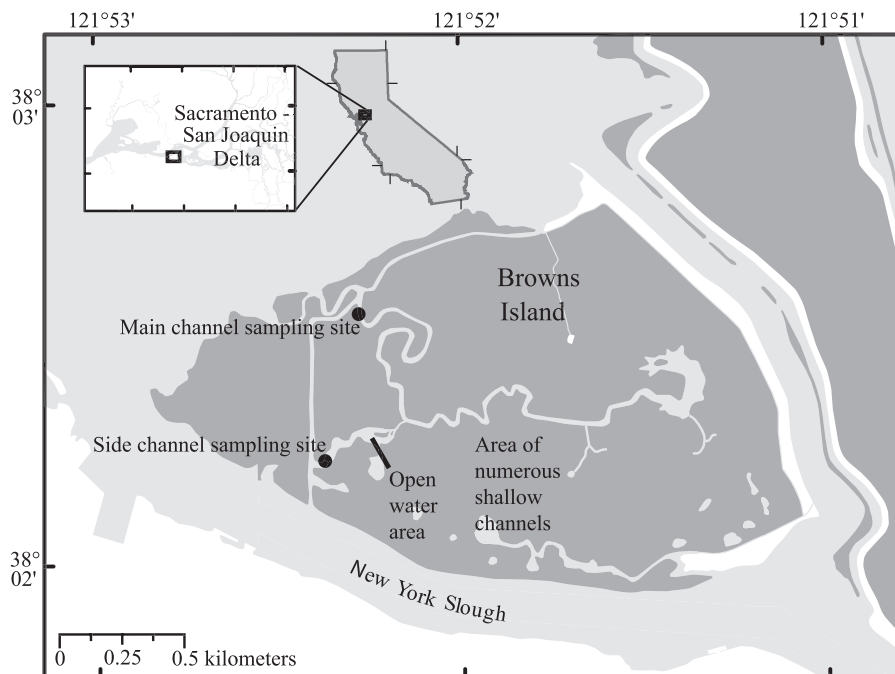 121°53'
121°52'
121°51'
38°
03'
Sacramento -
San Joaquin
Delta
Browns
Island
Main channel sampling site
Side channel sampling site
Area of
numerous
shallow
channels
Open
water
area
38°
02'
New York Slough
0 0.25 0.5 kilometers